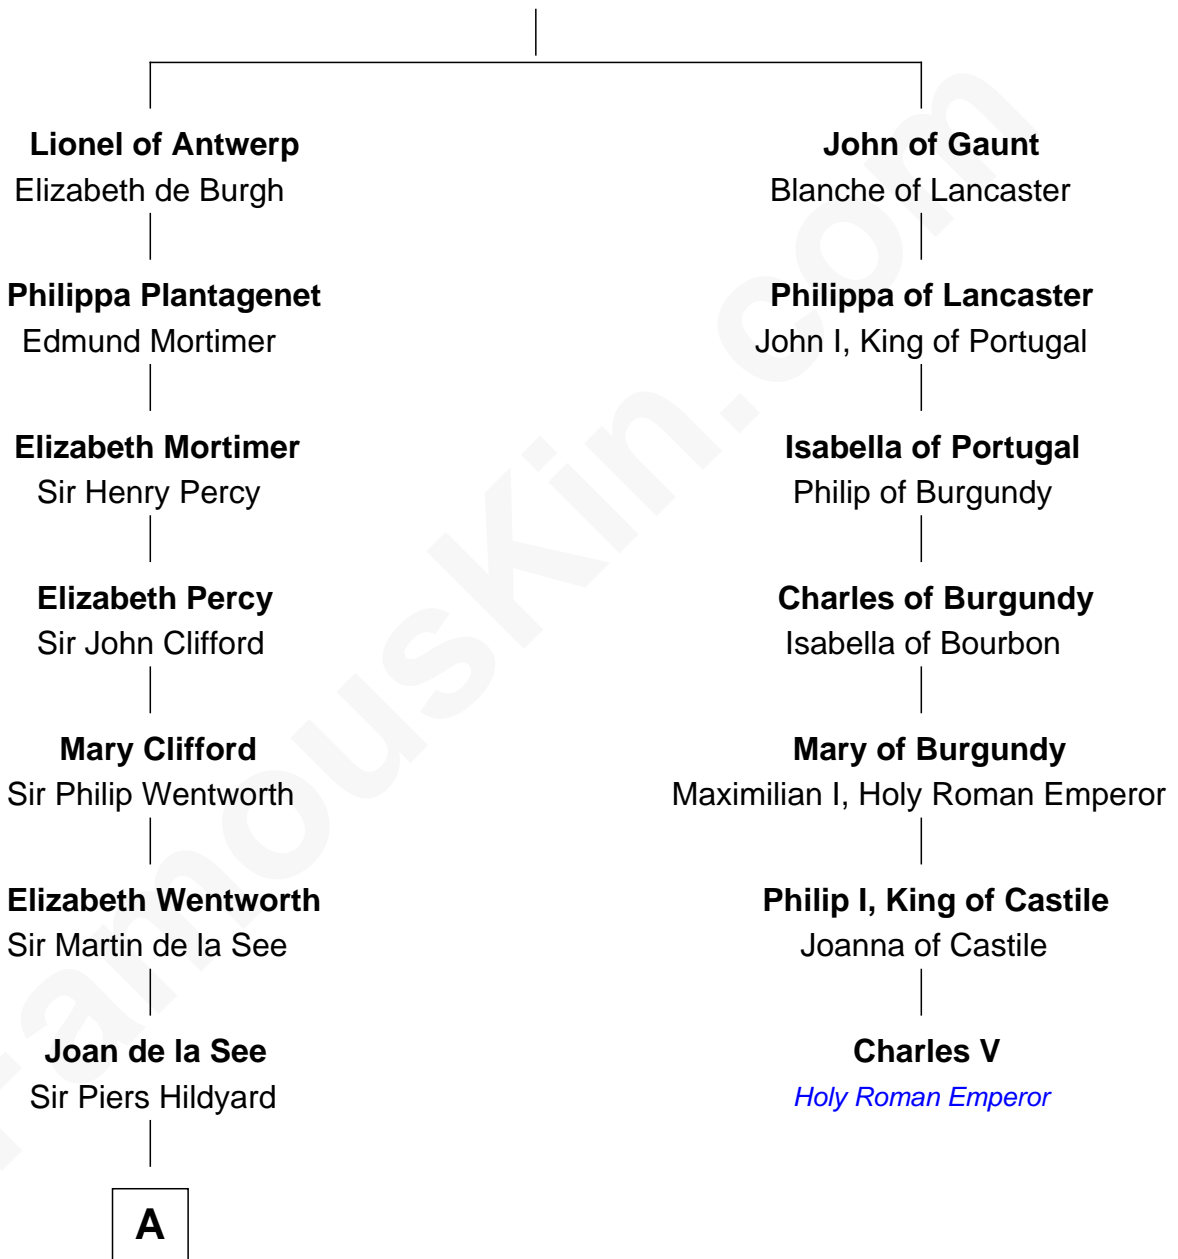 Lionel of Antwerp
Elizabeth de Burgh
Philippa Plantagenet
Edmund Mortimer
Elizabeth Mortimer
Sir Henry Percy
Elizabeth Percy
Sir John Clifford
Mary Clifford
Sir Philip Wentworth
Elizabeth Wentworth
Sir Martin de la See
Joan de la See
Sir Piers Hildyard
A
John of Gaunt
Blanche of Lancaster
Philippa of Lancaster
John I, King of Portugal
Isabella of Portugal
Philip of Burgundy
Charles of Burgundy
Isabella of Bourbon
Mary of Burgundy
Maximilian I, Holy Roman Emperor
Philip I, King of Castile
Joanna of Castile
Charles V
Holy Roman Emperor
FamousKin.com